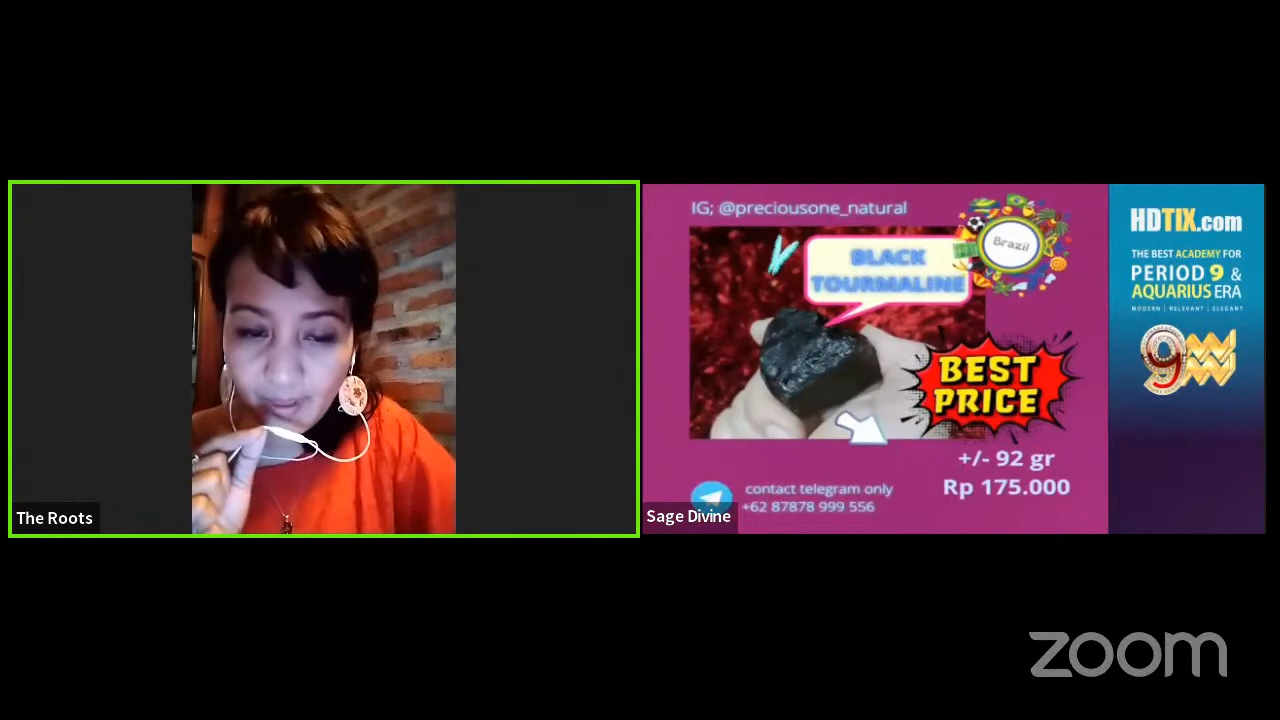 The Roots
IG; @preciousone_natural
BLACK
TOURMALINE
Brazil
BEST
PRICE
+/- 92 gr
Rp 175.000
contact telegram only
+62 87878 999 556
Sage Divine
HDTIX.com
THE BEST ACADEMY FOR
PERIOD 9 &
AQUARIUS ERA
MODERN | RELEVANT | ELEGANT
9
zoom